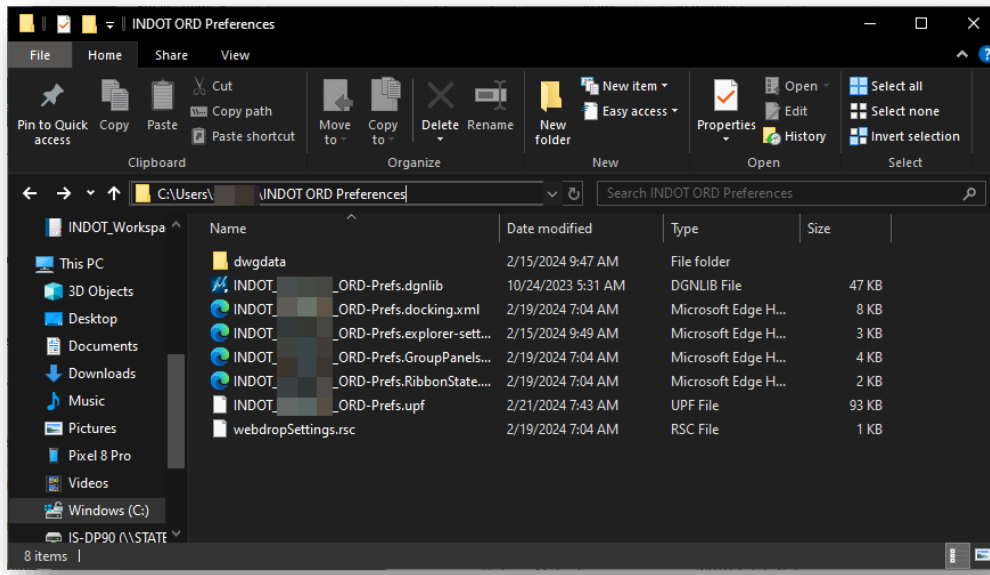 INDOT ORD Preferences
File Home Share View
Pin to Quick access
Copy
Paste
Cut
Copy path
Paste shortcut
Move to
Copy to
Delete
Rename
New folder
New item
Easy access
Properties
Open
Edit
History
Select all
Select none
Invert selection
Clipboard Organize New Open Select
C:\Users\ \INDOT ORD Preferences
Search INDOT ORD Preferences
INDOT_Workspa
This PC
3D Objects
Desktop
Documents
Downloads
Music
Pictures
Pixel 8 Pro
Videos
Windows (C:)
IS-DP90 (\\STATE
Name Date modified Type Size
dwgdata 2/15/2024 9:47 AM File folder
INDOT_ _ORD-Prefs.dgnlib 10/24/2023 5:31 AM DGNLIB File 47 KB
INDOT_ _ORD-Prefs.docking.xml 2/19/2024 7:04 AM Microsoft Edge H... 8 KB
INDOT_ _ORD-Prefs.explorer-sett... 2/15/2024 9:49 AM Microsoft Edge H... 3 KB
INDOT_ _ORD-Prefs.GroupPanels... 2/19/2024 7:04 AM Microsoft Edge H... 4 KB
INDOT_ _ORD-Prefs.RibbonState.... 2/19/2024 7:04 AM Microsoft Edge H... 2 KB
INDOT_ _ORD-Prefs.upf 2/21/2024 7:43 AM UPF File 93 KB
webdropSettings.rsc 2/19/2024 7:04 AM RSC File 1 KB
8 items